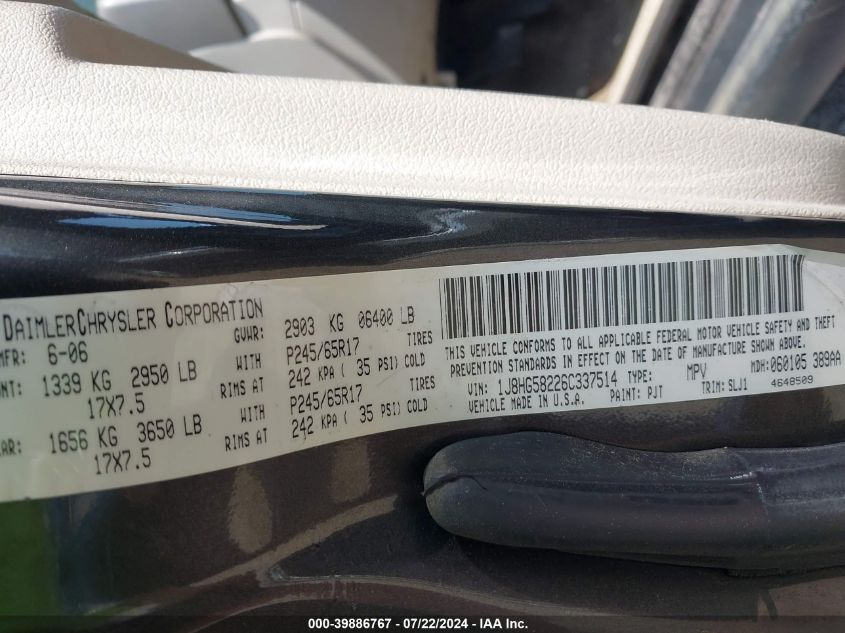 DAIMLERCHRYSLER CORPORATION
MFR: 6-06 GVWR: 2903 KG 06400 LB
NT: 1339 KG 2950 LB WITH P245/65R17 TIRES
17X7.5 RIMS AT 242 KPA ( 35 PSI) COLD
AR: 1656 KG 3650 LB WITH P245/65R17 TIRES
17X7.5 RIMS AT 242 KPA ( 35 PSI) COLD
THIS VEHICLE CONFORMS TO ALL APPLICABLE FEDERAL MOTOR VEHICLE SAFETY AND THEFT
PREVENTION STANDARDS IN EFFECT ON THE DATE OF MANUFACTURE SHOWN ABOVE.
VIN: 1J8HG58226C337514 TYPE: MPV MDH: 060105 389AA
VEHICLE MADE IN U.S.A. PAINT: PJT TRIM: SLJ1 4648509
000-39886767 / 07/22/2024 - IAA Inc.